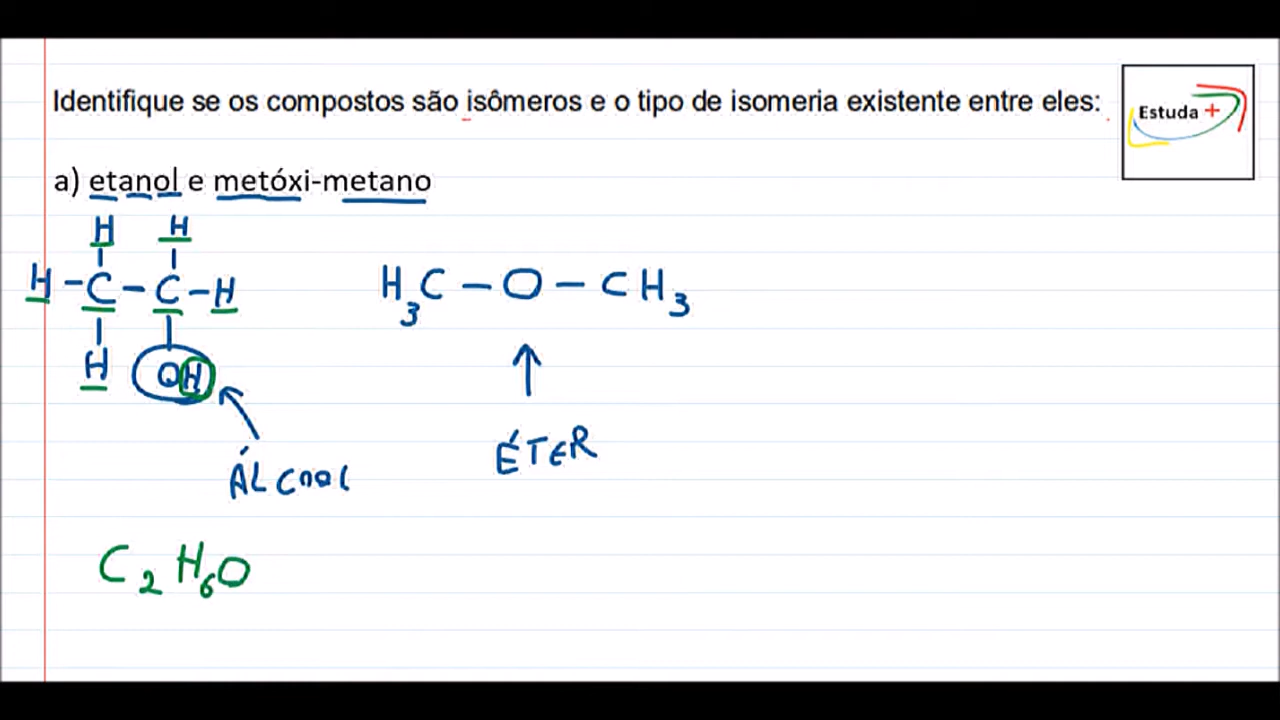 Identifique se os compostos são isômeros e o tipo de isomeria existente entre eles:
Estuda +
a) etanol e metóxi-metano
H H
H - C - C - H
H₃C - O - CH₃
H OH
ÁLCOOL
ÉTER
C₂H₆O